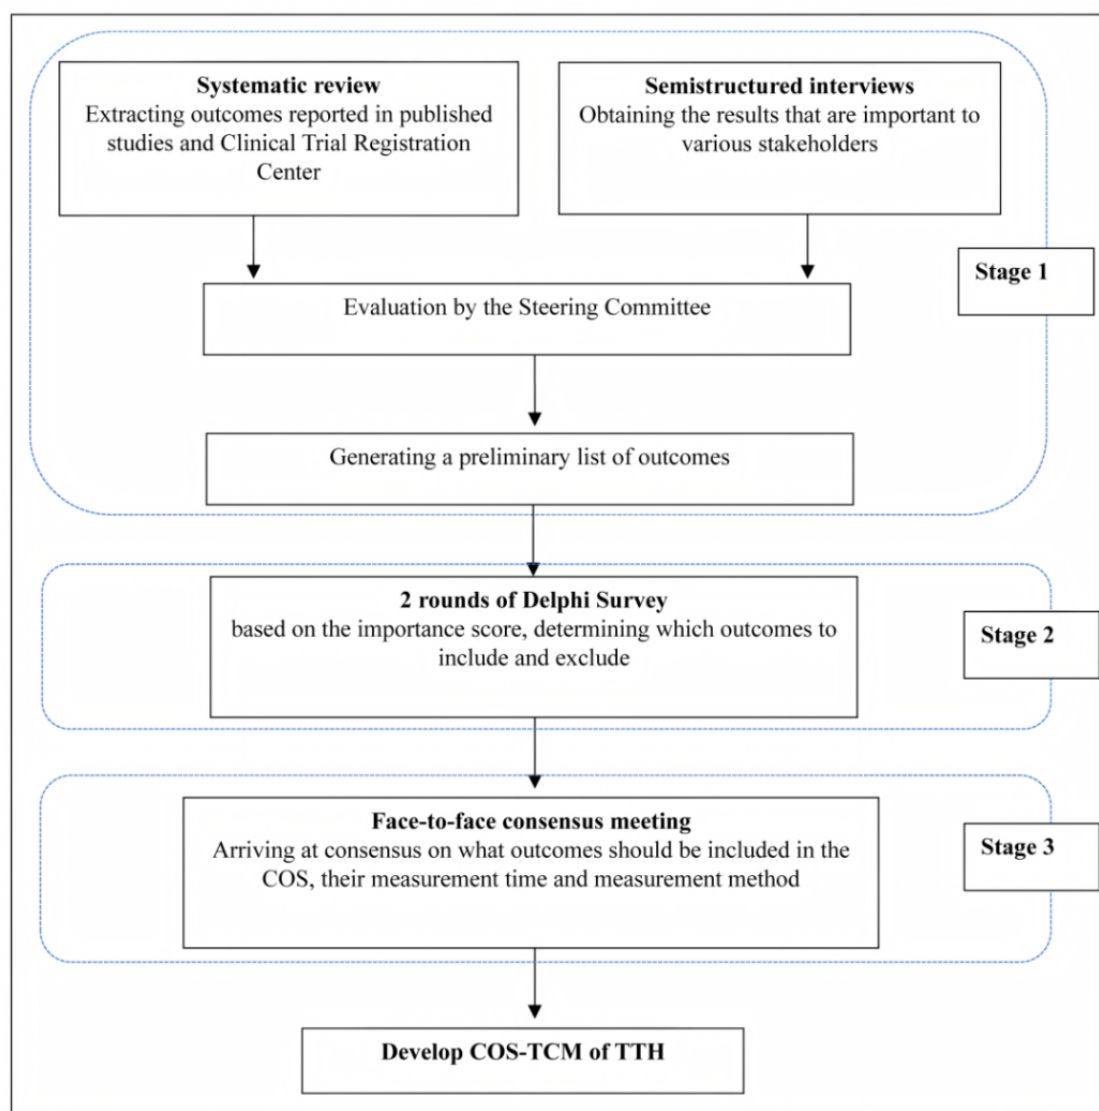 Systematic review
Extracting outcomes reported in published
studies and Clinical Trial Registration
Center
Semistructured interviews
Obtaining the results that are important to
various stakeholders
Stage 1
Evaluation by the Steering Committee
Generating a preliminary list of outcomes
2 rounds of Delphi Survey
based on the importance score, determining which outcomes to
include and exclude
Stage 2
Face-to-face consensus meeting
Arriving at consensus on what outcomes should be included in the
COS, their measurement time and measurement method
Stage 3
Develop COS-TCM of TTH